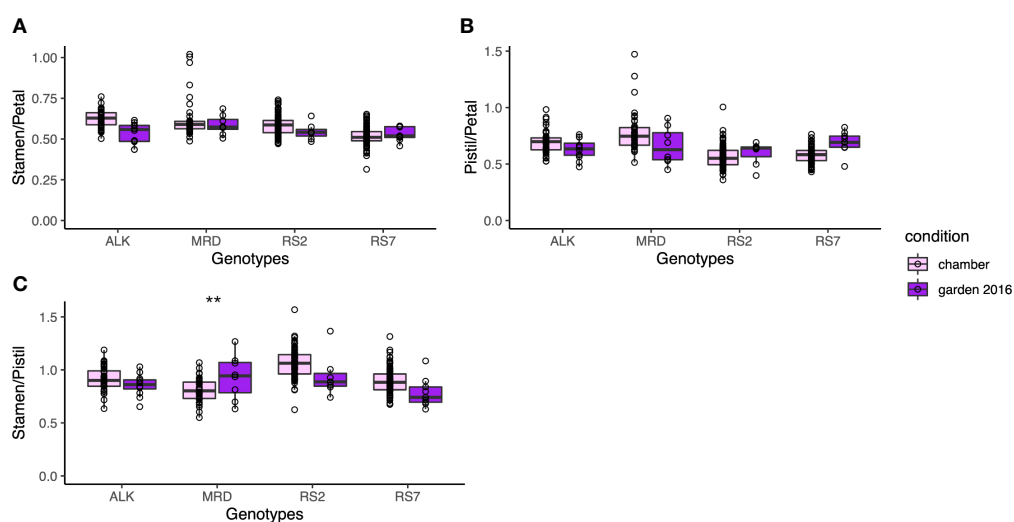 A
Stamen/Petal
1.00
0.75
0.50
0.25
0.00
ALK MRD RS2 RS7
Genotypes
B
Pistil/Petal
1.5
1.0
0.5
0.0
ALK MRD RS2 RS7
Genotypes
condition
chamber
garden 2016
C
**
Stamen/Pistil
1.5
1.0
0.5
0.0
ALK MRD RS2 RS7
Genotypes